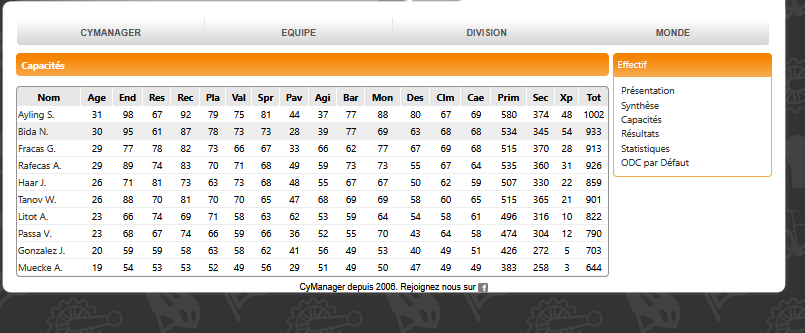 CYMANAGER EQUIPE DIVISION MONDE
Capacités
Effectif
Nom Age End Res Rec Pla Val Spr Pav Agi Bar Mon Des Clm Cae Prim Sec Xp Tot
Ayling S. 31 98 67 92 79 75 81 44 37 77 88 80 67 69 580 374 48 1002
Bida N. 30 95 61 87 78 73 73 28 39 77 69 63 68 68 534 345 54 933
Fracas G. 29 77 78 82 73 66 67 33 66 62 77 67 69 68 515 370 28 913
Rafecas A. 29 89 74 83 70 71 68 49 59 73 73 55 67 64 535 360 31 926
Haar J. 26 71 81 73 63 73 68 48 55 67 67 50 62 59 507 330 22 859
Tanov W. 26 88 70 81 70 70 65 47 68 69 69 58 60 65 515 365 21 901
Litot A. 23 66 74 69 71 58 63 62 53 59 64 54 58 61 496 316 10 822
Passa V. 23 68 67 74 66 59 66 36 52 55 70 43 64 58 474 304 12 790
Gonzalez J. 20 59 59 58 63 58 62 41 56 49 53 40 49 51 426 272 5 703
Muecke A. 19 54 53 53 52 49 56 29 51 49 50 47 49 49 383 258 3 644
Présentation
Synthèse
Capacités
Résultats
Statistiques
ODC par Défaut
CyManager depuis 2006. Rejoignez nous sur f